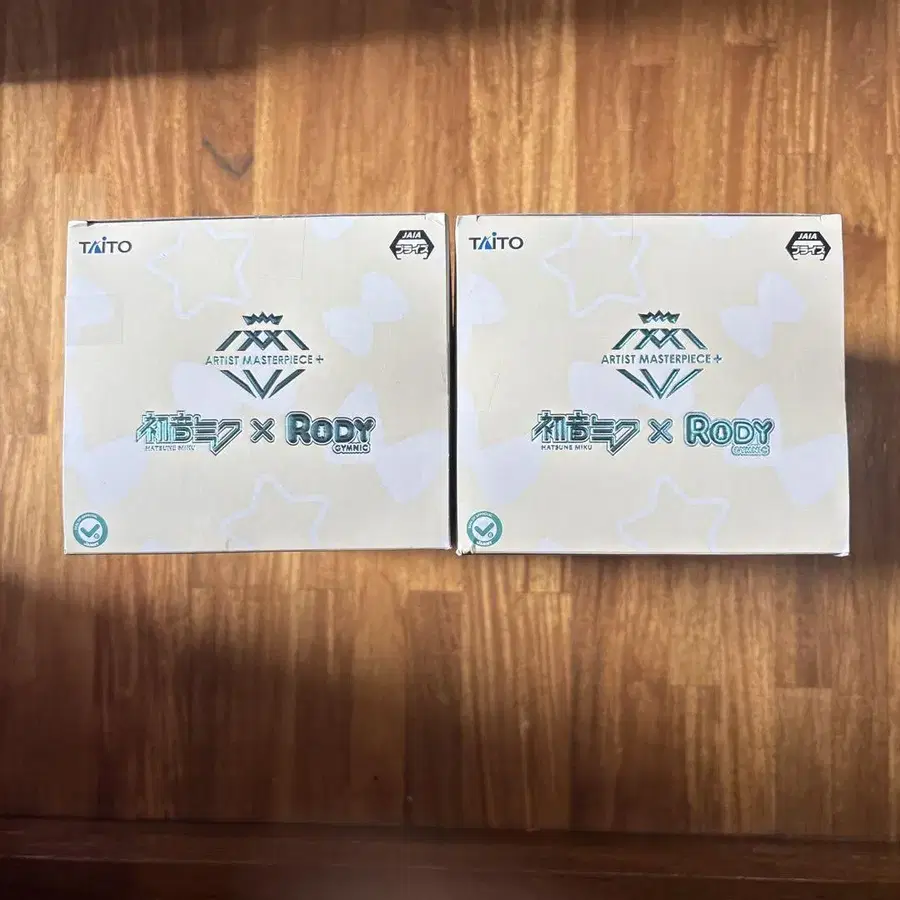 TAITO
JAIA
プライズ
ARTIST MASTERPIECE+
初音ミク × RODY
HATSUNE MIKU
GYMNIC
TAITO
JAIA
プライズ
ARTIST MASTERPIECE+
初音ミク × RODY
HATSUNE MIKU
GYMNIC